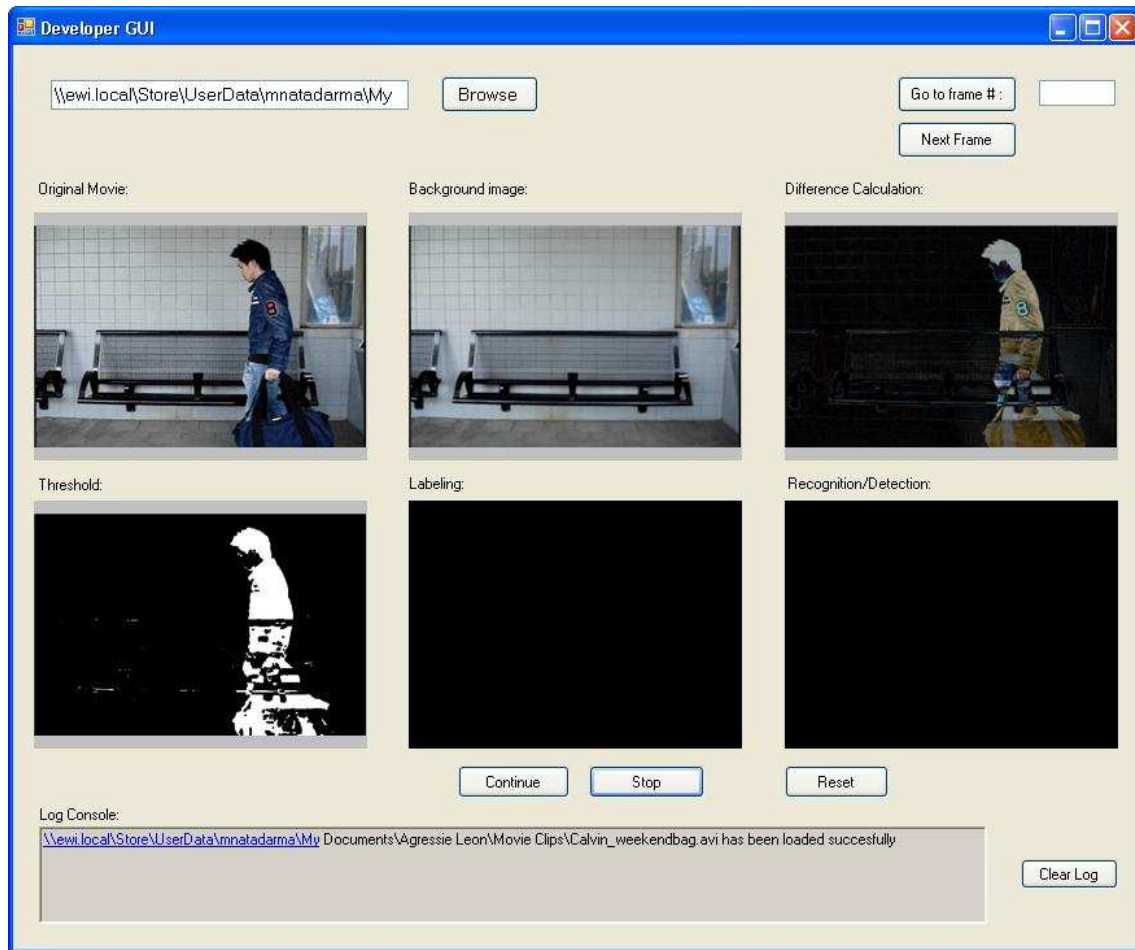 Developer GUI
\\ewi.local\Store\UserData\mnatadarma\My
Browse
Go to frame # :
Next Frame
Original Movie:
Background image:
Difference Calculation:
8
8
Threshold:
Labeling:
Recognition/Detection:
Continue
Stop
Reset
Log Console:
\\ewi.local\Store\UserData\mnatadarma\My Documents\Agressie Leon\Movie Clips\Calvin_weekendbag.avi has been loaded succesfully
Clear Log